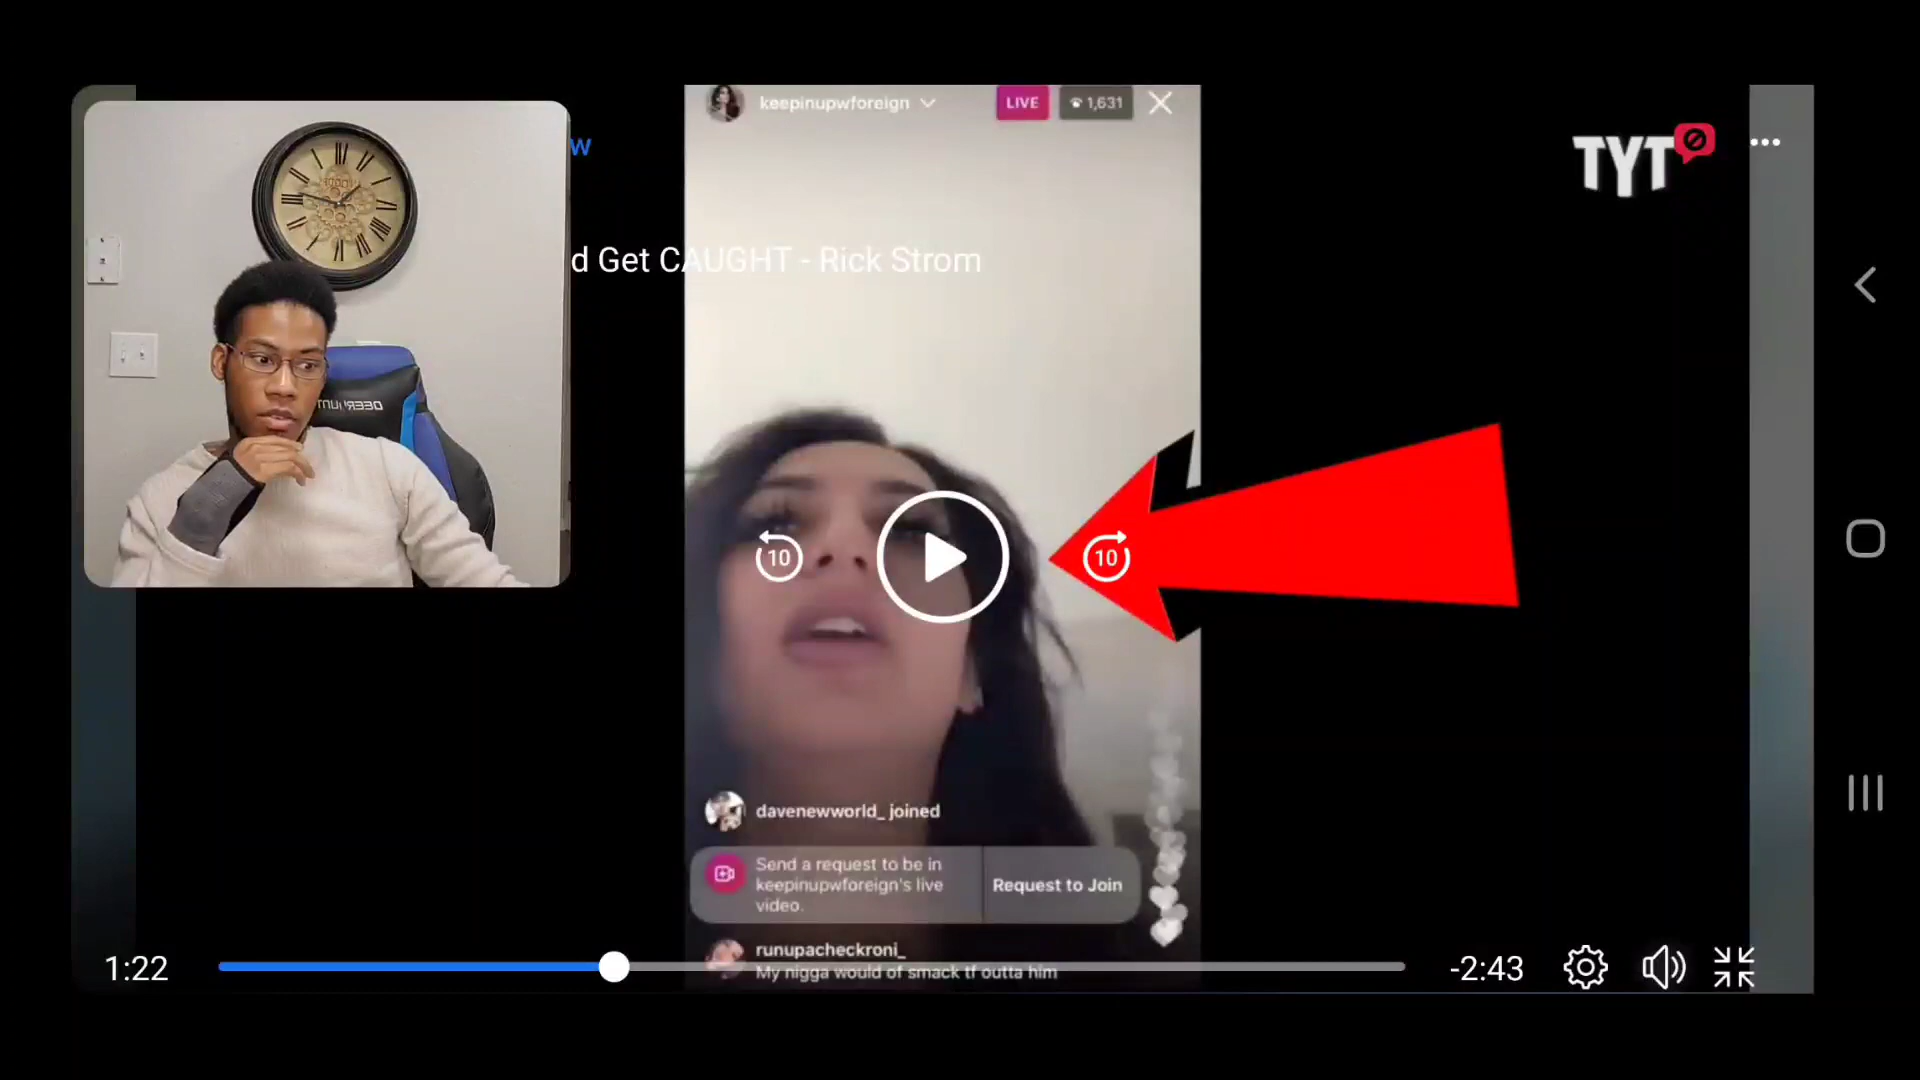 keepinupwforeign
LIVE
1,631
TYT
w
d Get CAUGHT - Rick Strom
10
10
davenewworld_ joined
Send a request to be in
keepinupwforeign's live
video.
Request to Join
runupacheckroni_
My nigga would of smack tf outta him
1:22
-2:43